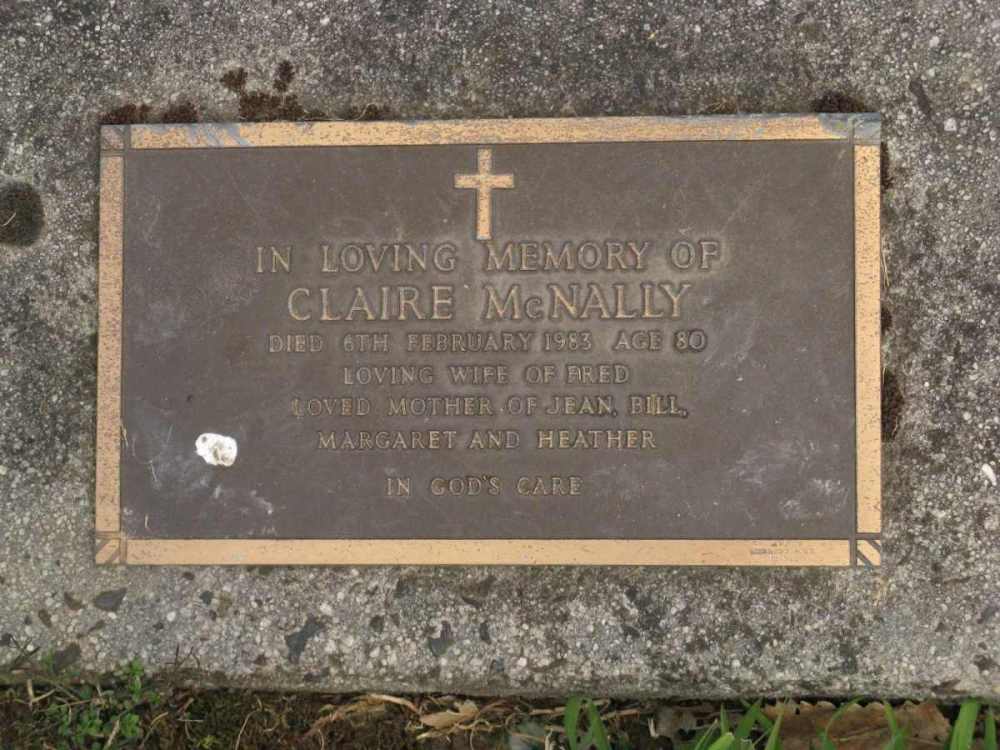 IN LOVING MEMORY OF
CLAIRE McNALLY
DIED 6TH FEBRUARY 1983 AGE 80
LOVING WIFE OF FRED
LOVED MOTHER OF JEAN, BILL,
MARGARET AND HEATHER
IN GOD'S CARE